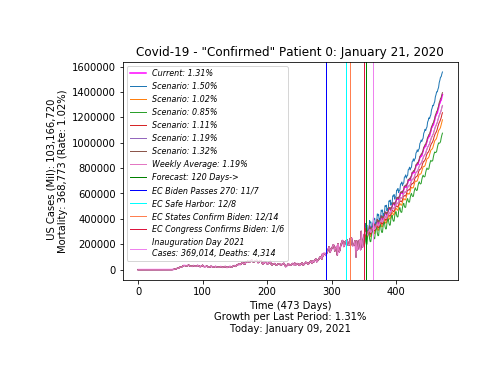 Covid-19 - "Confirmed" Patient 0: January 21, 2020
1600000
1400000
1200000
1000000
800000
600000
400000
200000
0
US Cases (Mil): 103,166,720
Mortality: 368,773 (Rate: 1.02%)
Current: 1.31%
Scenario: 1.50%
Scenario: 1.02%
Scenario: 0.85%
Scenario: 1.11%
Scenario: 1.19%
Scenario: 1.32%
Weekly Average: 1.19%
Forecast: 120 Days->
EC Biden Passes 270: 11/7
EC Safe Harbor: 12/8
EC States Confirm Biden: 12/14
EC Congress Confirms Biden: 1/6
Inauguration Day 2021
Cases: 369,014, Deaths: 4,314
0
100
200
300
400
Time (473 Days)
Growth per Last Period: 1.31%
Today: January 09, 2021